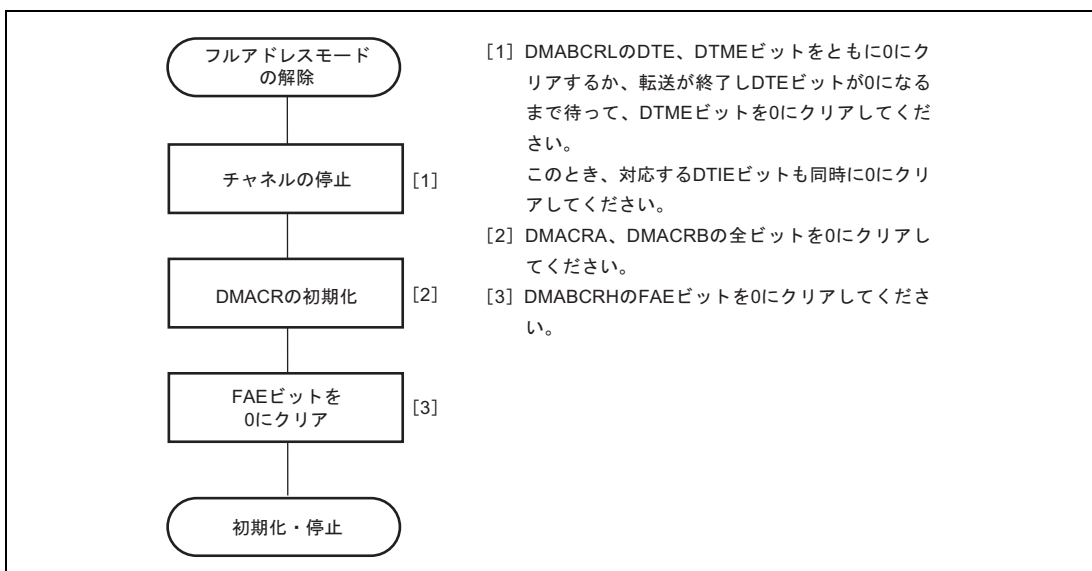 フルアドレスモード
の解除
チャネルの停止 [1]
DMACRの初期化 [2]
FAEビットを
0にクリア [3]
初期化・停止
[1] DMABCRLのDTE、DTMEビットをともに0にク
リアするか、転送が終了しDTEビットが0になる
まで待って、DTMEビットを0にクリアしてくだ
さい。
このとき、対応するDTIEビットも同時に0にクリ
アしてください。
[2] DMACRA、DMACRBの全ビットを0にクリアし
てください。
[3] DMABCRHのFAEビットを0にクリアしてくださ
い。